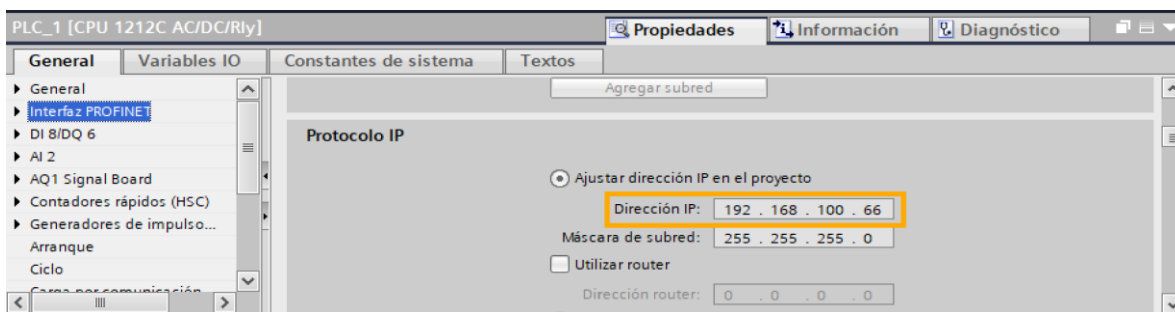 PLC_1 [CPU 1212C AC/DC/Rly]
Propiedades
Información
Diagnóstico
General
Variables IO
Constantes de sistema
Textos
General
Interfaz PROFINET
DI 8/DQ 6
AI 2
AQ1 Signal Board
Contadores rápidos (HSC)
Generadores de impulso...
Arranque
Ciclo
Carga por comunicación
Agregar subred
Protocolo IP
Ajustar dirección IP en el proyecto
Dirección IP: 192 . 168 . 100 . 66
Máscara de subred: 255 . 255 . 255 . 0
Utilizar router
Dirección router: 0 . 0 . 0 . 0